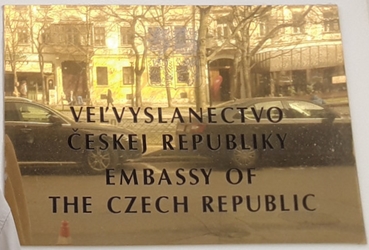 VEĽVYSLANECTVO
ČESKEJ REPUBLIKY
EMBASSY OF
THE CZECH REPUBLIC